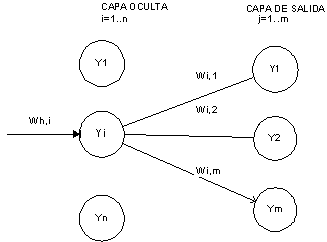 CAPA OCULTA
i=1..n
CAPA DE SALIDA
j=1..m
Y1
Y1
Wi,1
Wh,i
Yi
Wi,2
Y2
Wi,m
Yn
Ym